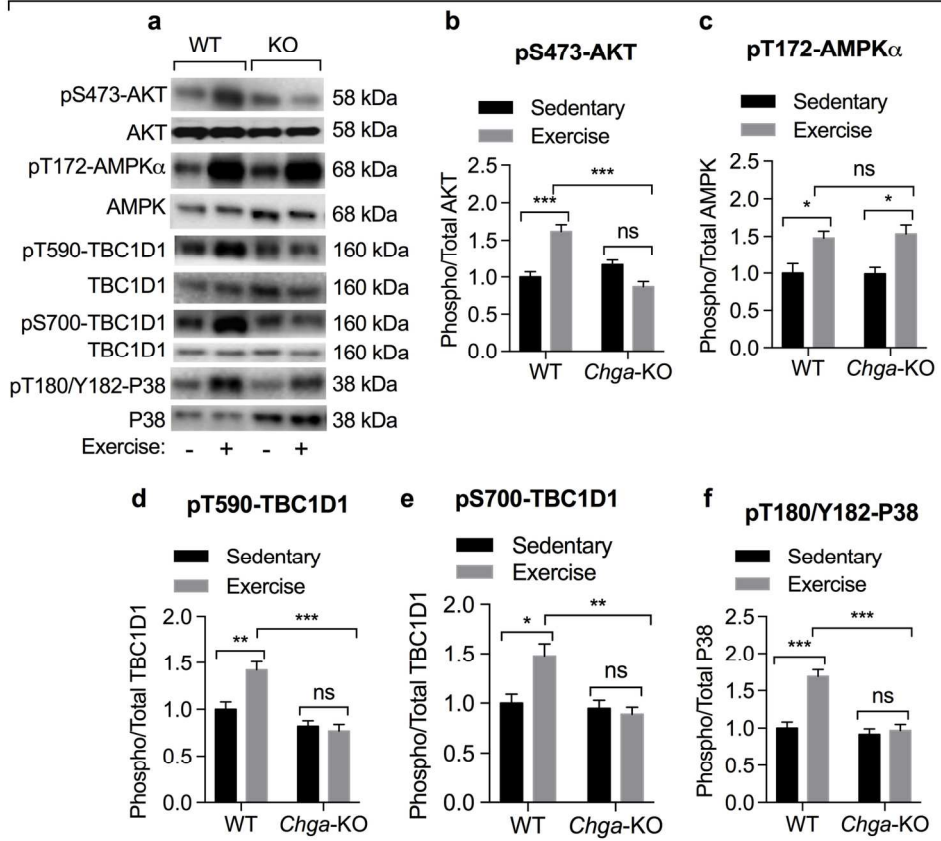 a
WT KO
pS473-AKT 58 kDa
AKT 58 kDa
pT172-AMPKα 68 kDa
AMPK 68 kDa
pT590-TBC1D1 160 kDa
TBC1D1 160 kDa
pS700-TBC1D1 160 kDa
TBC1D1 160 kDa
pT180/Y182-P38 38 kDa
P38 38 kDa
Exercise: - + - +
b
pS473-AKT
Sedentary
Exercise
Phospho/Total AKT
2.5
2.0
1.5
1.0
0.5
0.0
***
***
ns
WT Chga-KO
c
pT172-AMPKα
Sedentary
Exercise
Phospho/Total AMPK
2.5
2.0
1.5
1.0
0.5
0.0
ns
*
*
WT Chga-KO
d
pT590-TBC1D1
Sedentary
Exercise
Phospho/Total TBC1D1
2.0
1.5
1.0
0.5
0.0
***
**
ns
WT Chga-KO
e
pS700-TBC1D1
Sedentary
Exercise
Phospho/Total TBC1D1
2.0
1.5
1.0
0.5
0.0
**
*
ns
WT Chga-KO
f
pT180/Y182-P38
Sedentary
Exercise
Phospho/Total P38
2.5
2.0
1.5
1.0
0.5
0.0
***
***
ns
WT Chga-KO